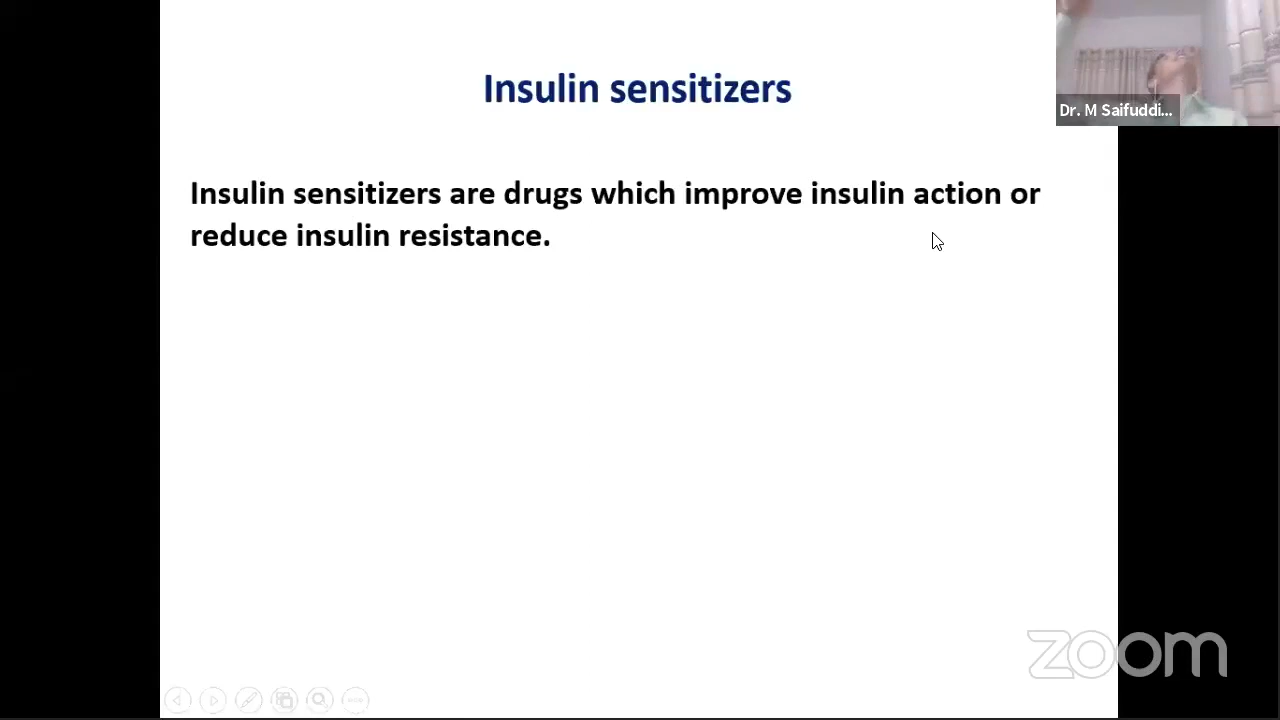 Insulin sensitizers
Dr. M Saifuddi...
Insulin sensitizers are drugs which improve insulin action or
reduce insulin resistance.
zoom